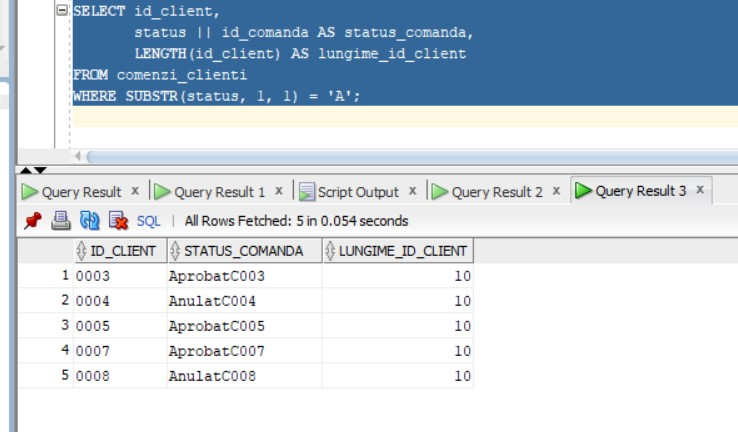 SELECT id_client,
status || id_comanda AS status_comanda,
LENGTH(id_client) AS lungime_id_client
FROM comenzi_clienti
WHERE SUBSTR(status, 1, 1) = 'A';
Query Result x Query Result 1 x Script Output x Query Result 2 x Query Result 3 x
SQL | All Rows Fetched: 5 in 0.054 seconds
ID_CLIENT STATUS_COMANDA LUNGIME_ID_CLIENT
1 0003 AprobatC003 10
2 0004 AnulatC004 10
3 0005 AprobatC005 10
4 0007 AprobatC007 10
5 0008 AnulatC008 10